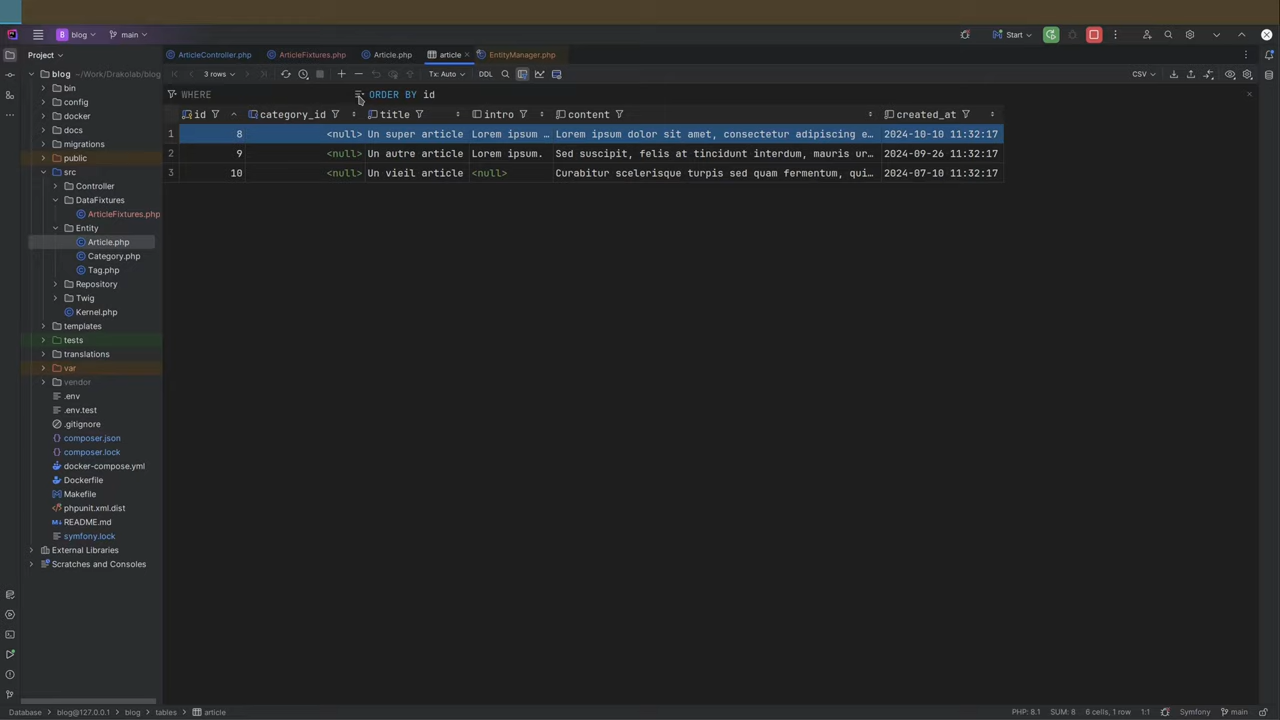 B blog main Start
Project
ArticleController.php ArticleFixtures.php Article.php article EntityManager.php
blog ~/Work/Drakolab/blog
3 rows Tx: Auto DDL CSV
WHERE ORDER BY id
id category_id title intro content created_at
1 8 <null> Un super article Lorem ipsum … Lorem ipsum dolor sit amet, consectetur adipiscing e… 2024-10-10 11:32:17
2 9 <null> Un autre article Lorem ipsum. Sed suscipit, felis at tincidunt interdum, mauris ur… 2024-09-26 11:32:17
3 10 <null> Un vieil article <null> Curabitur scelerisque turpis sed quam fermentum, qui… 2024-07-10 11:32:17
bin
config
docker
docs
migrations
public
src
Controller
DataFixtures
ArticleFixtures.php
Entity
Article.php
Category.php
Tag.php
Repository
Twig
Kernel.php
templates
tests
translations
var
vendor
.env
.env.test
.gitignore
composer.json
composer.lock
docker-compose.yml
Dockerfile
Makefile
phpunit.xml.dist
README.md
symfony.lock
External Libraries
Scratches and Consoles
Database blog@127.0.0.1 blog tables article PHP: 8.1 SUM: 8 6 cells, 1 row 1:1 Symfony main